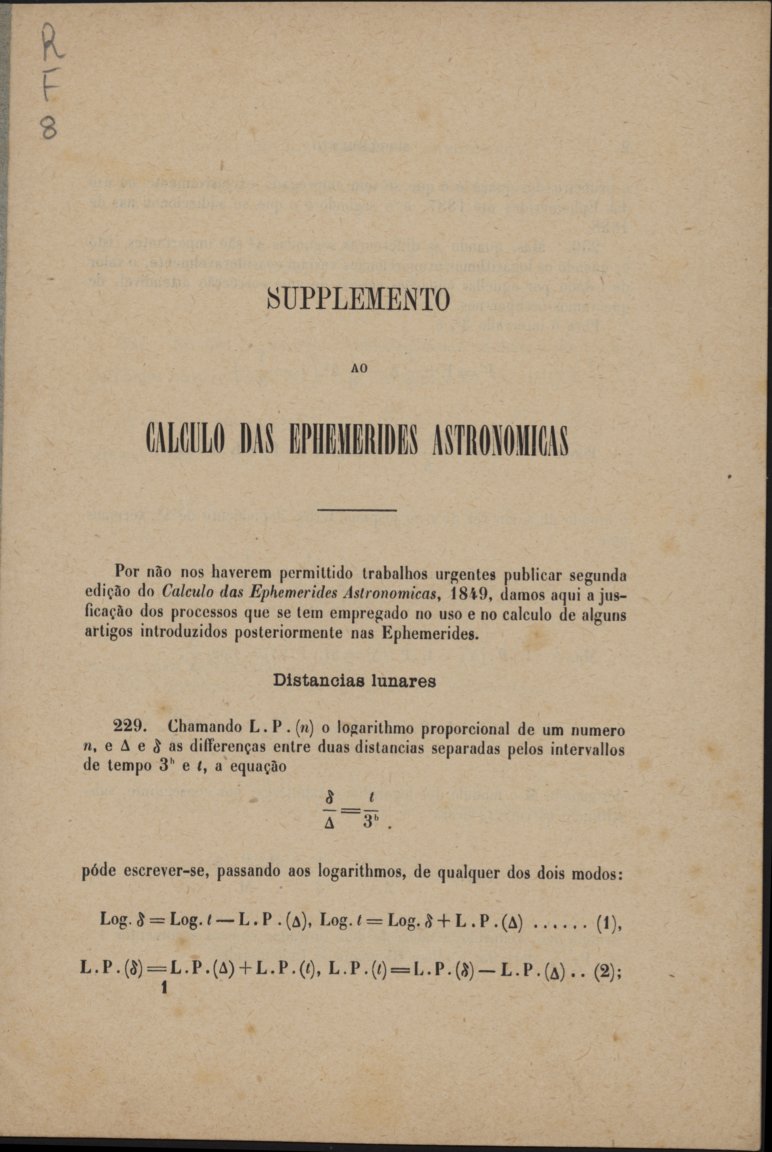 R
F
8
SUPPLEMENTO
AO
CALCULO DAS EPHEMERIDES ASTRONOMICAS
Por não nos haverem permittido trabalhos urgentes publicar segunda
edição do Calculo das Ephemerides Astronomicas, 1849, damos aqui a jus-
ficação dos processos que se tem empregado no uso e no calculo de alguns
artigos introduzidos posteriormente nas Ephemerides.
Distancias lunares
229. Chamando L.P.(n) o logarithmo proporcional de um numero
n, e Δ e δ as differenças entre duas distancias separadas pelos intervallos
de tempo 3ʰ e t, a equação
δ/Δ = t/3ʰ.
póde escrever-se, passando aos logarithmos, de qualquer dos dois modos:
Log. δ = Log. t — L.P.(Δ), Log. t = Log. δ + L.P.(Δ) ...... (1),
L.P.(δ) = L.P.(Δ) + L.P.(t), L.P.(t) = L.P.(δ) — L.P.(Δ) .. (2);
1